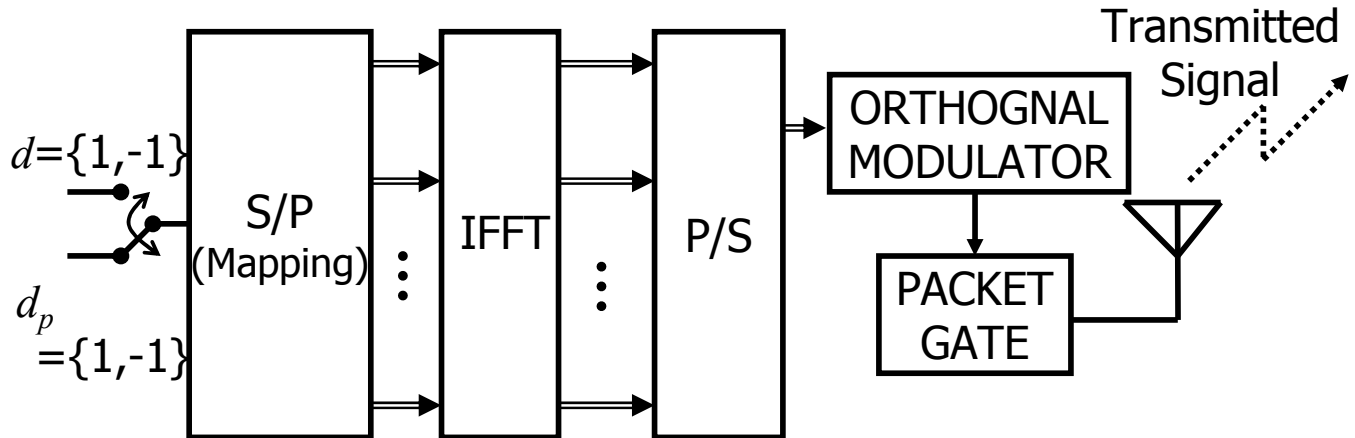 Transmitted
Signal
d={1,-1}
d_p
={1,-1}
S/P
(Mapping)
IFFT
P/S
ORTHOGNAL
MODULATOR
PACKET
GATE